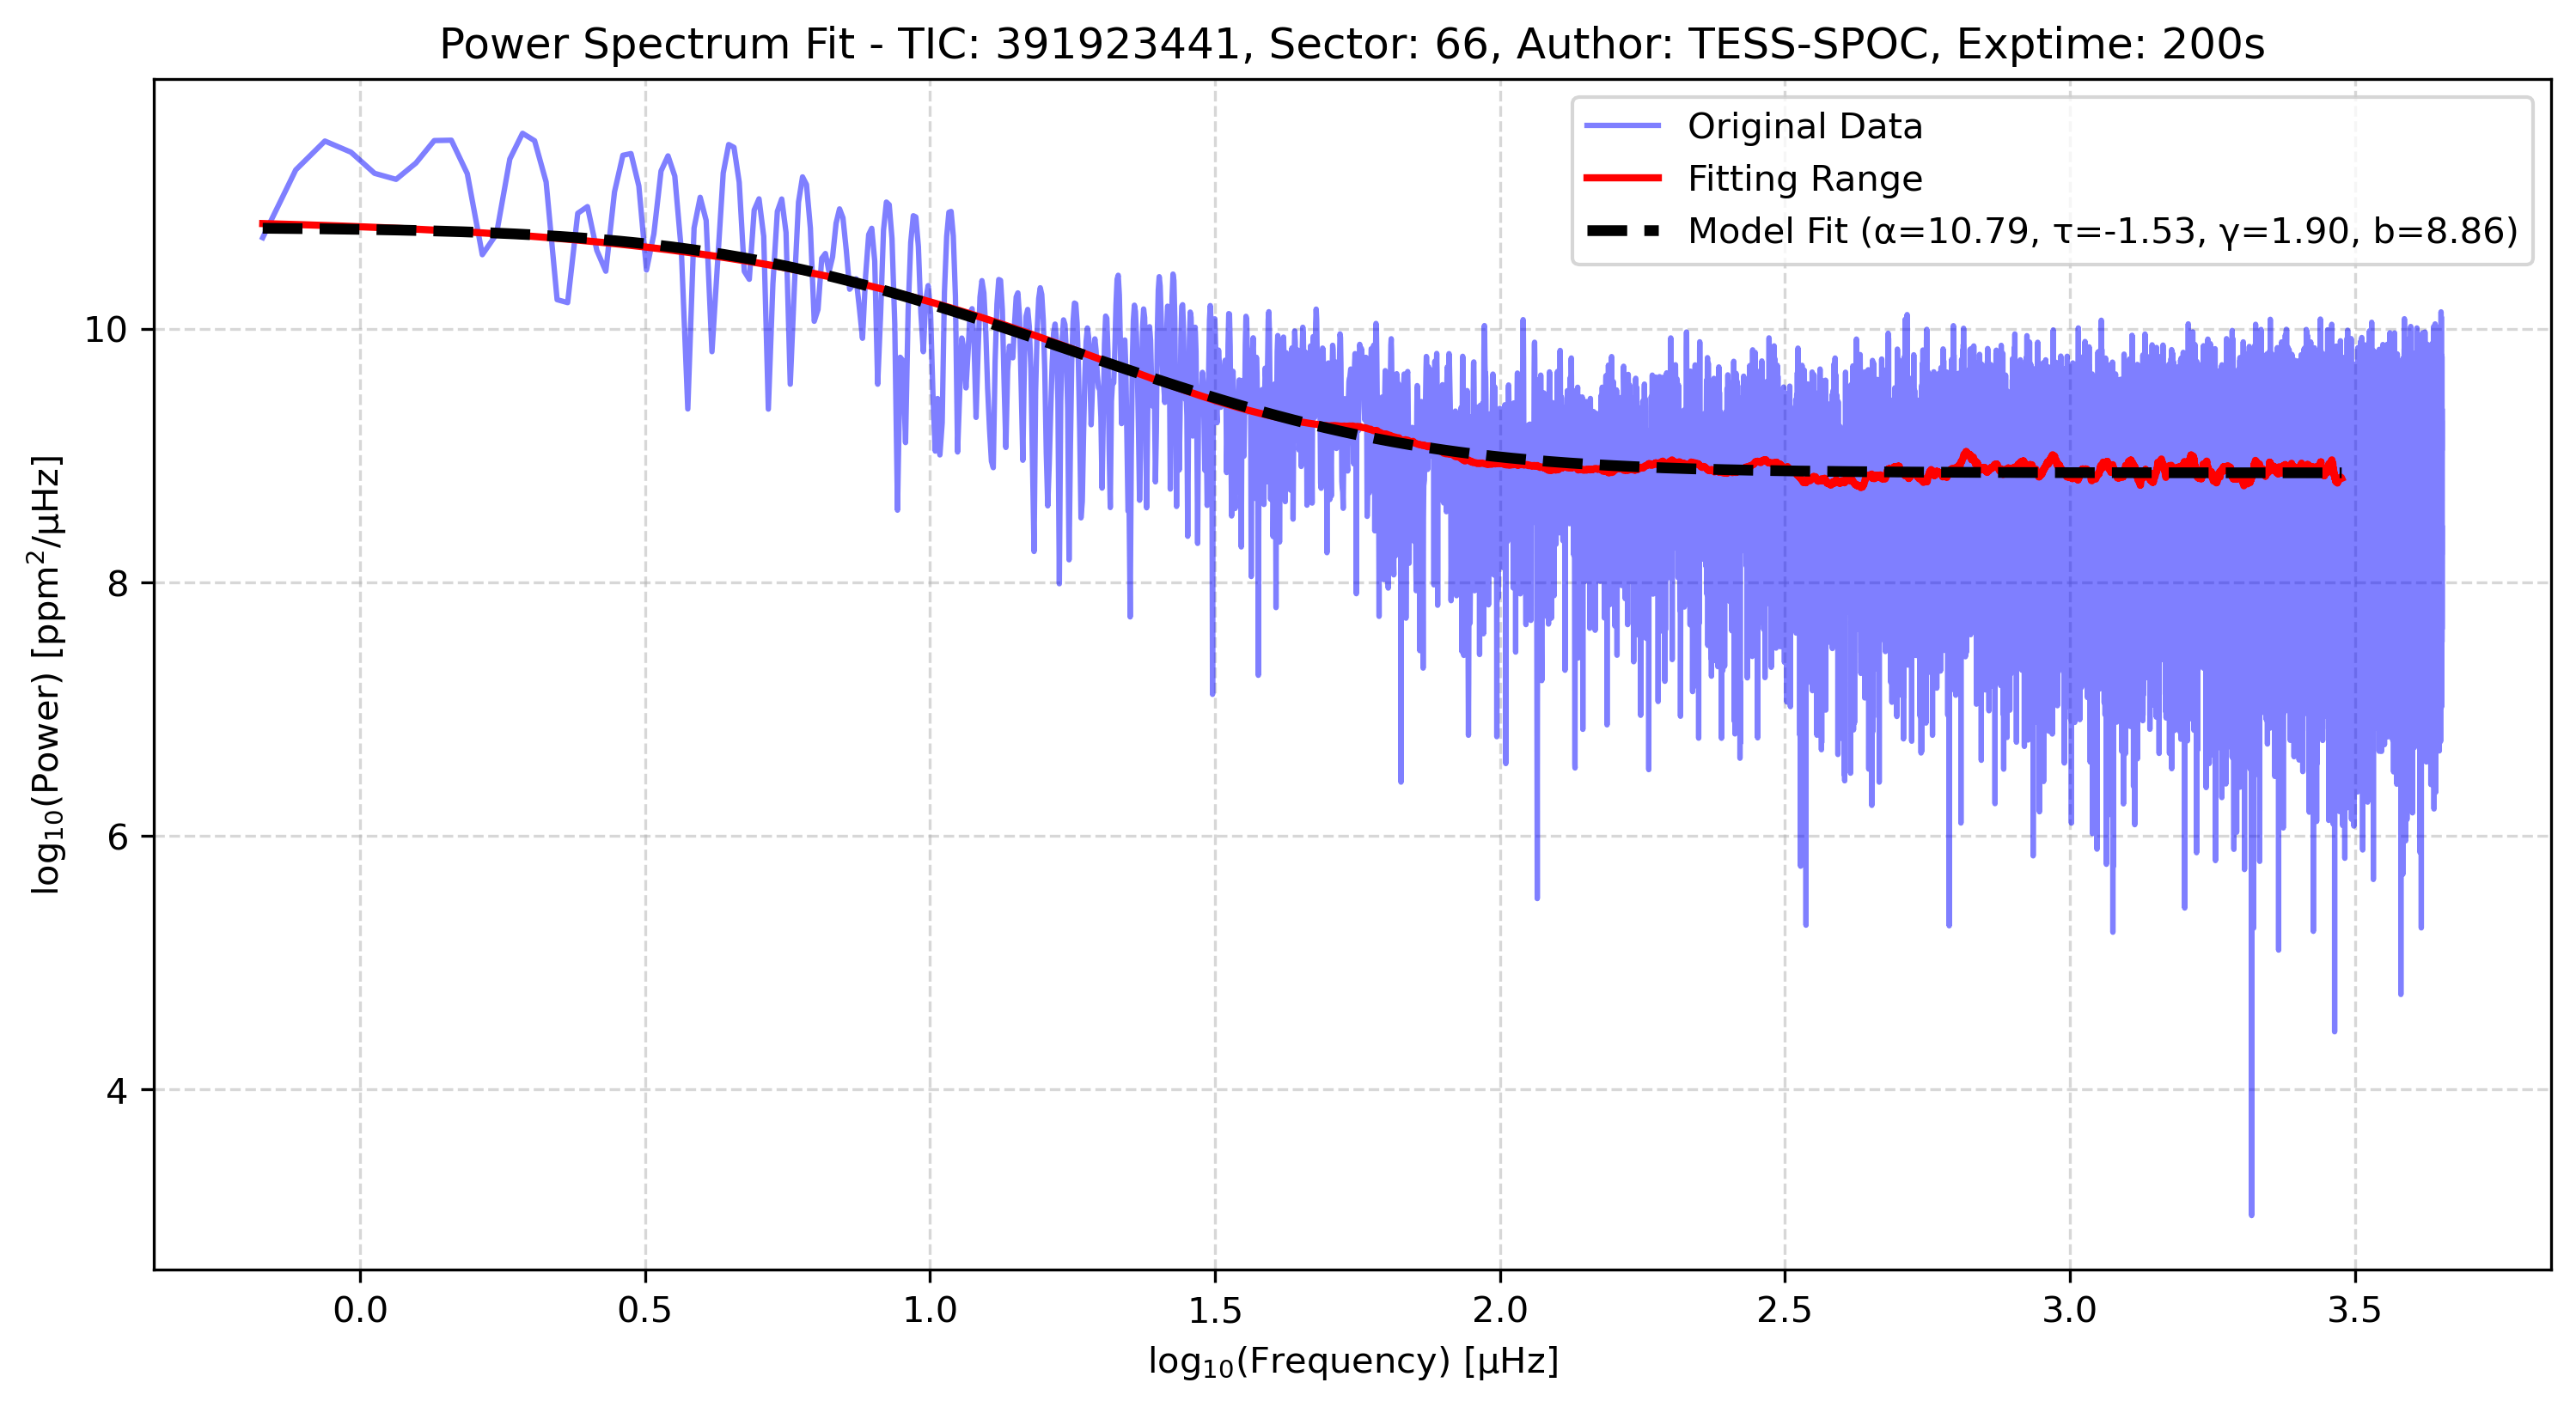 Power Spectrum Fit - TIC: 391923441, Sector: 66, Author: TESS-SPOC, Exptime: 200s
Original Data
Fitting Range
Model Fit (α=10.79, τ=-1.53, γ=1.90, b=8.86)
log₁₀(Power) [ppm²/μHz]
10
8
6
4
0.0 0.5 1.0 1.5 2.0 2.5 3.0 3.5
log₁₀(Frequency) [μHz]